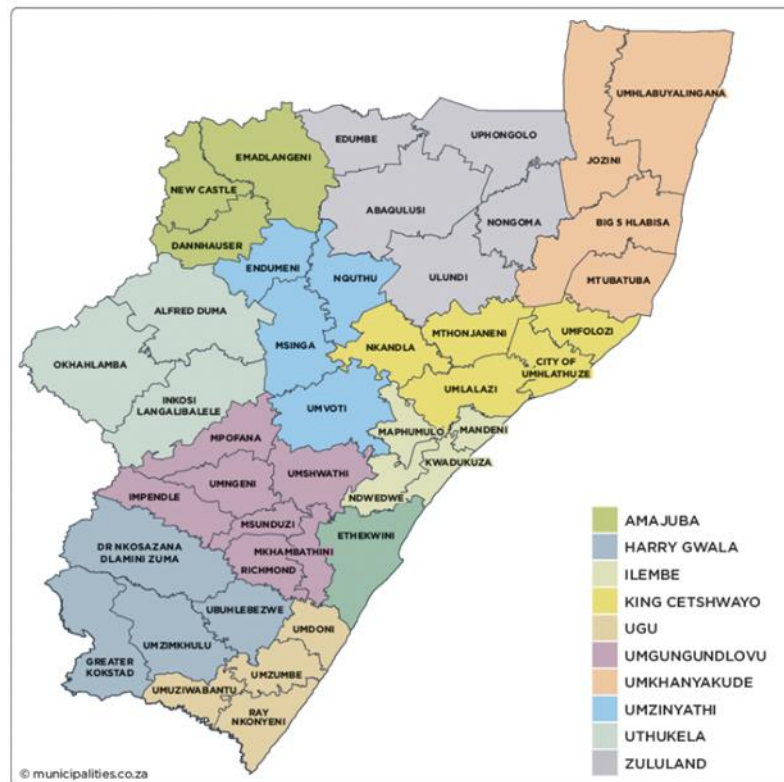 UMHLABUYALINGANA
EDUMBE
UPHONGOLO
EMADLANGENI
JOZINI
NEW CASTLE
ABAQULUSI
NONGOMA
BIG 5 HLABISA
DANNHAUSER
ENDUMENI
NQUTHU
ULUNDI
MTUBATUBA
ALFRED DUMA
MSINGA
NKANDLA
MTHONJANENI
UMFOLOZI
OKHAHLAMBA
CITY OF
UMHLATHUZE
UMLALAZI
INKOSI
LANGALIBALELE
UMVOTI
MAPHUMULO
MANDENI
MPOFANA
KWADUKUZA
UMSHWATHI
UMNGENI
IMPENDLE
NDWEDWE
MSUNDUZI
ETHEKWINI
DR NKOSAZANA
DLAMINI ZUMA
MKHAMBATHINI
RICHMOND
UBUHLEBEZWE
UMDONI
UMZIMKHULU
GREATER
KOKSTAD
UMZUMBE
UMUZIWABANTU
RAY
NKONYENI
AMAJUBA
HARRY GWALA
ILEMBE
KING CETSHWAYO
UGU
UMGUNGUNDLOVU
UMKHANYAKUDE
UMZINYATHI
UTHUKELA
ZULULAND
© municipalities.co.za